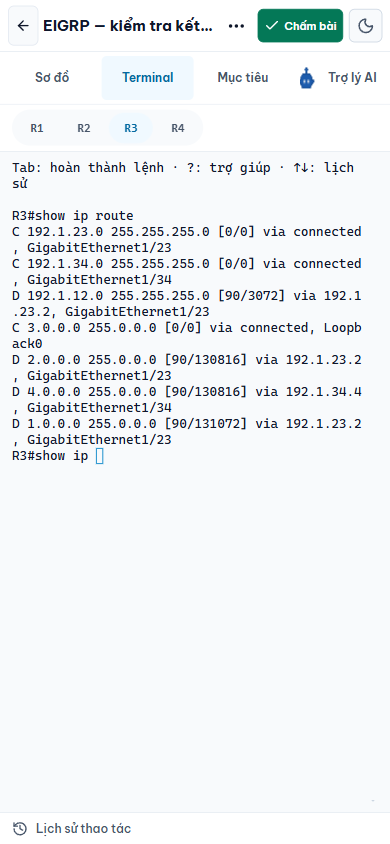 EIGRP — kiểm tra kết...
Chấm bài
Sơ đồ
Terminal
Mục tiêu
Trợ lý AI
R1
R2
R3
R4
Tab: hoàn thành lệnh · ?: trợ giúp · ↑↓: lịch
sử
R3#show ip route
C 192.1.23.0 255.255.255.0 [0/0] via connected
, GigabitEthernet1/23
C 192.1.34.0 255.255.255.0 [0/0] via connected
, GigabitEthernet1/34
D 192.1.12.0 255.255.255.0 [90/3072] via 192.1
.23.2, GigabitEthernet1/23
C 3.0.0.0 255.0.0.0 [0/0] via connected, Loopb
ack0
D 2.0.0.0 255.0.0.0 [90/130816] via 192.1.23.2
, GigabitEthernet1/23
D 4.0.0.0 255.0.0.0 [90/130816] via 192.1.34.4
, GigabitEthernet1/34
D 1.0.0.0 255.0.0.0 [90/131072] via 192.1.23.2
, GigabitEthernet1/23
R3#show ip
Lịch sử thao tác